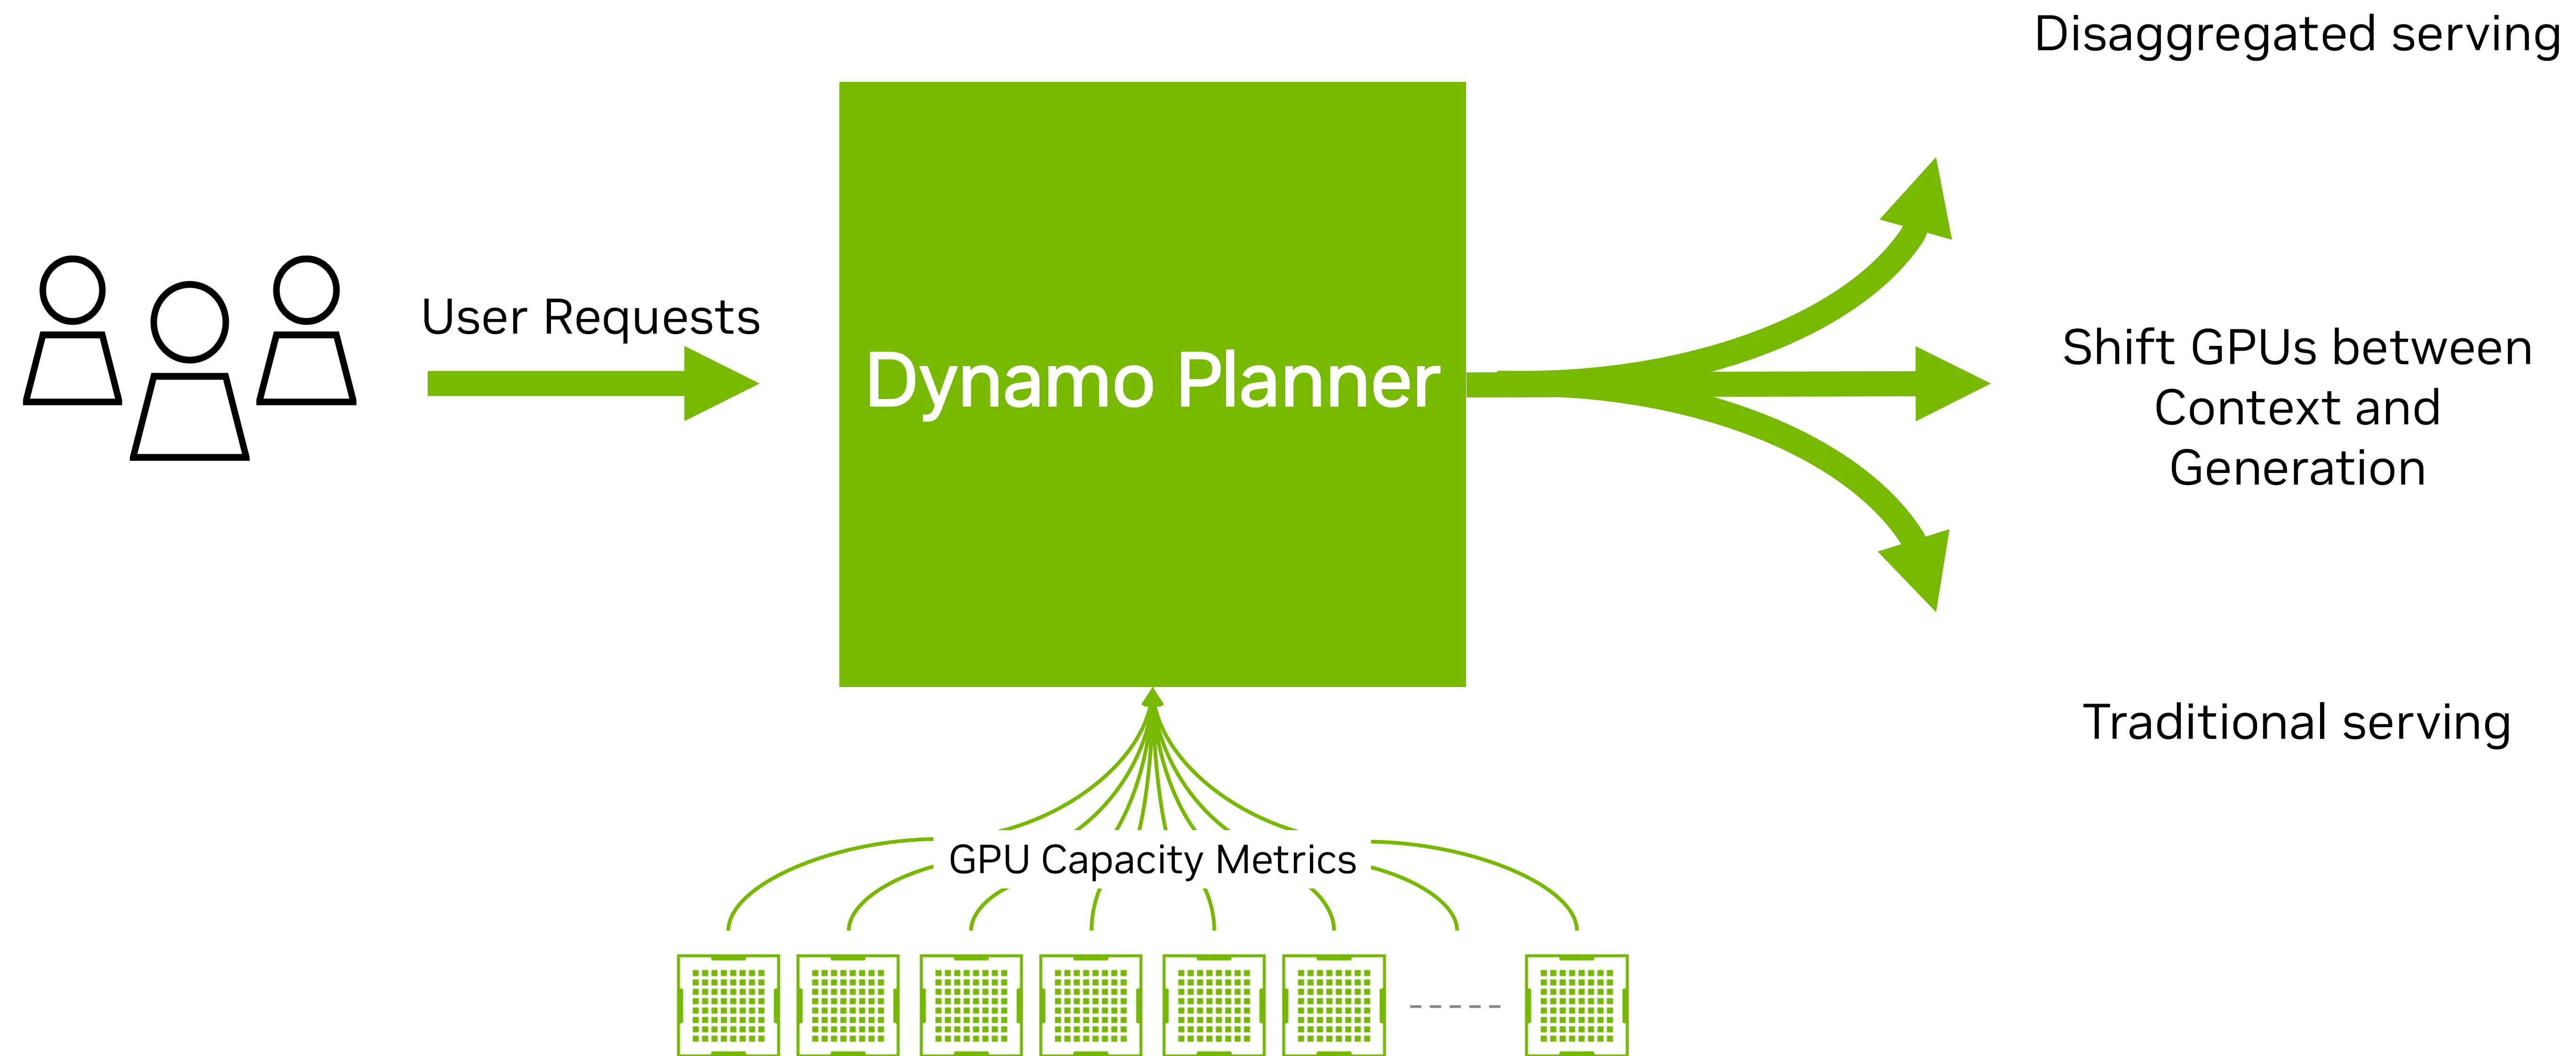 Disaggregated serving
User Requests
Dynamo Planner
Shift GPUs between
Context and
Generation
Traditional serving
GPU Capacity Metrics